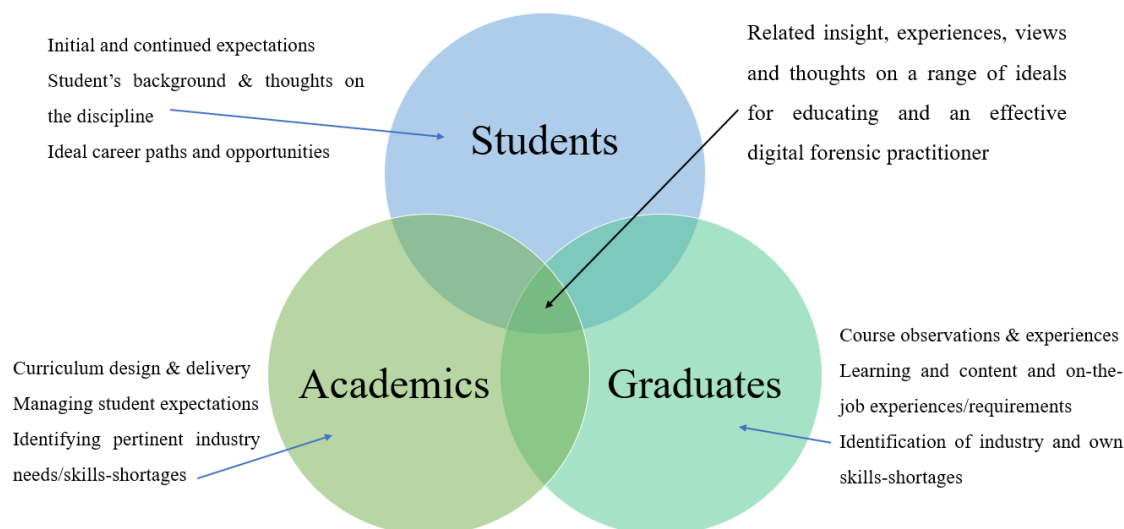 Initial and continued expectations
Student’s background & thoughts on
the discipline
Ideal career paths and opportunities
Related insight, experiences, views
and thoughts on a range of ideals
for educating and an effective
digital forensic practitioner
Students
Curriculum design & delivery
Managing student expectations
Identifying pertinent industry
needs/skills-shortages
Academics
Graduates
Course observations & experiences
Learning and content and on-the-
job experiences/requirements
Identification of industry and own
skills-shortages